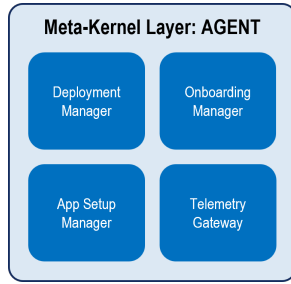 Meta-Kernel Layer: AGENT
Deployment
Manager
Onboarding
Manager
App Setup
Manager
Telemetry
Gateway